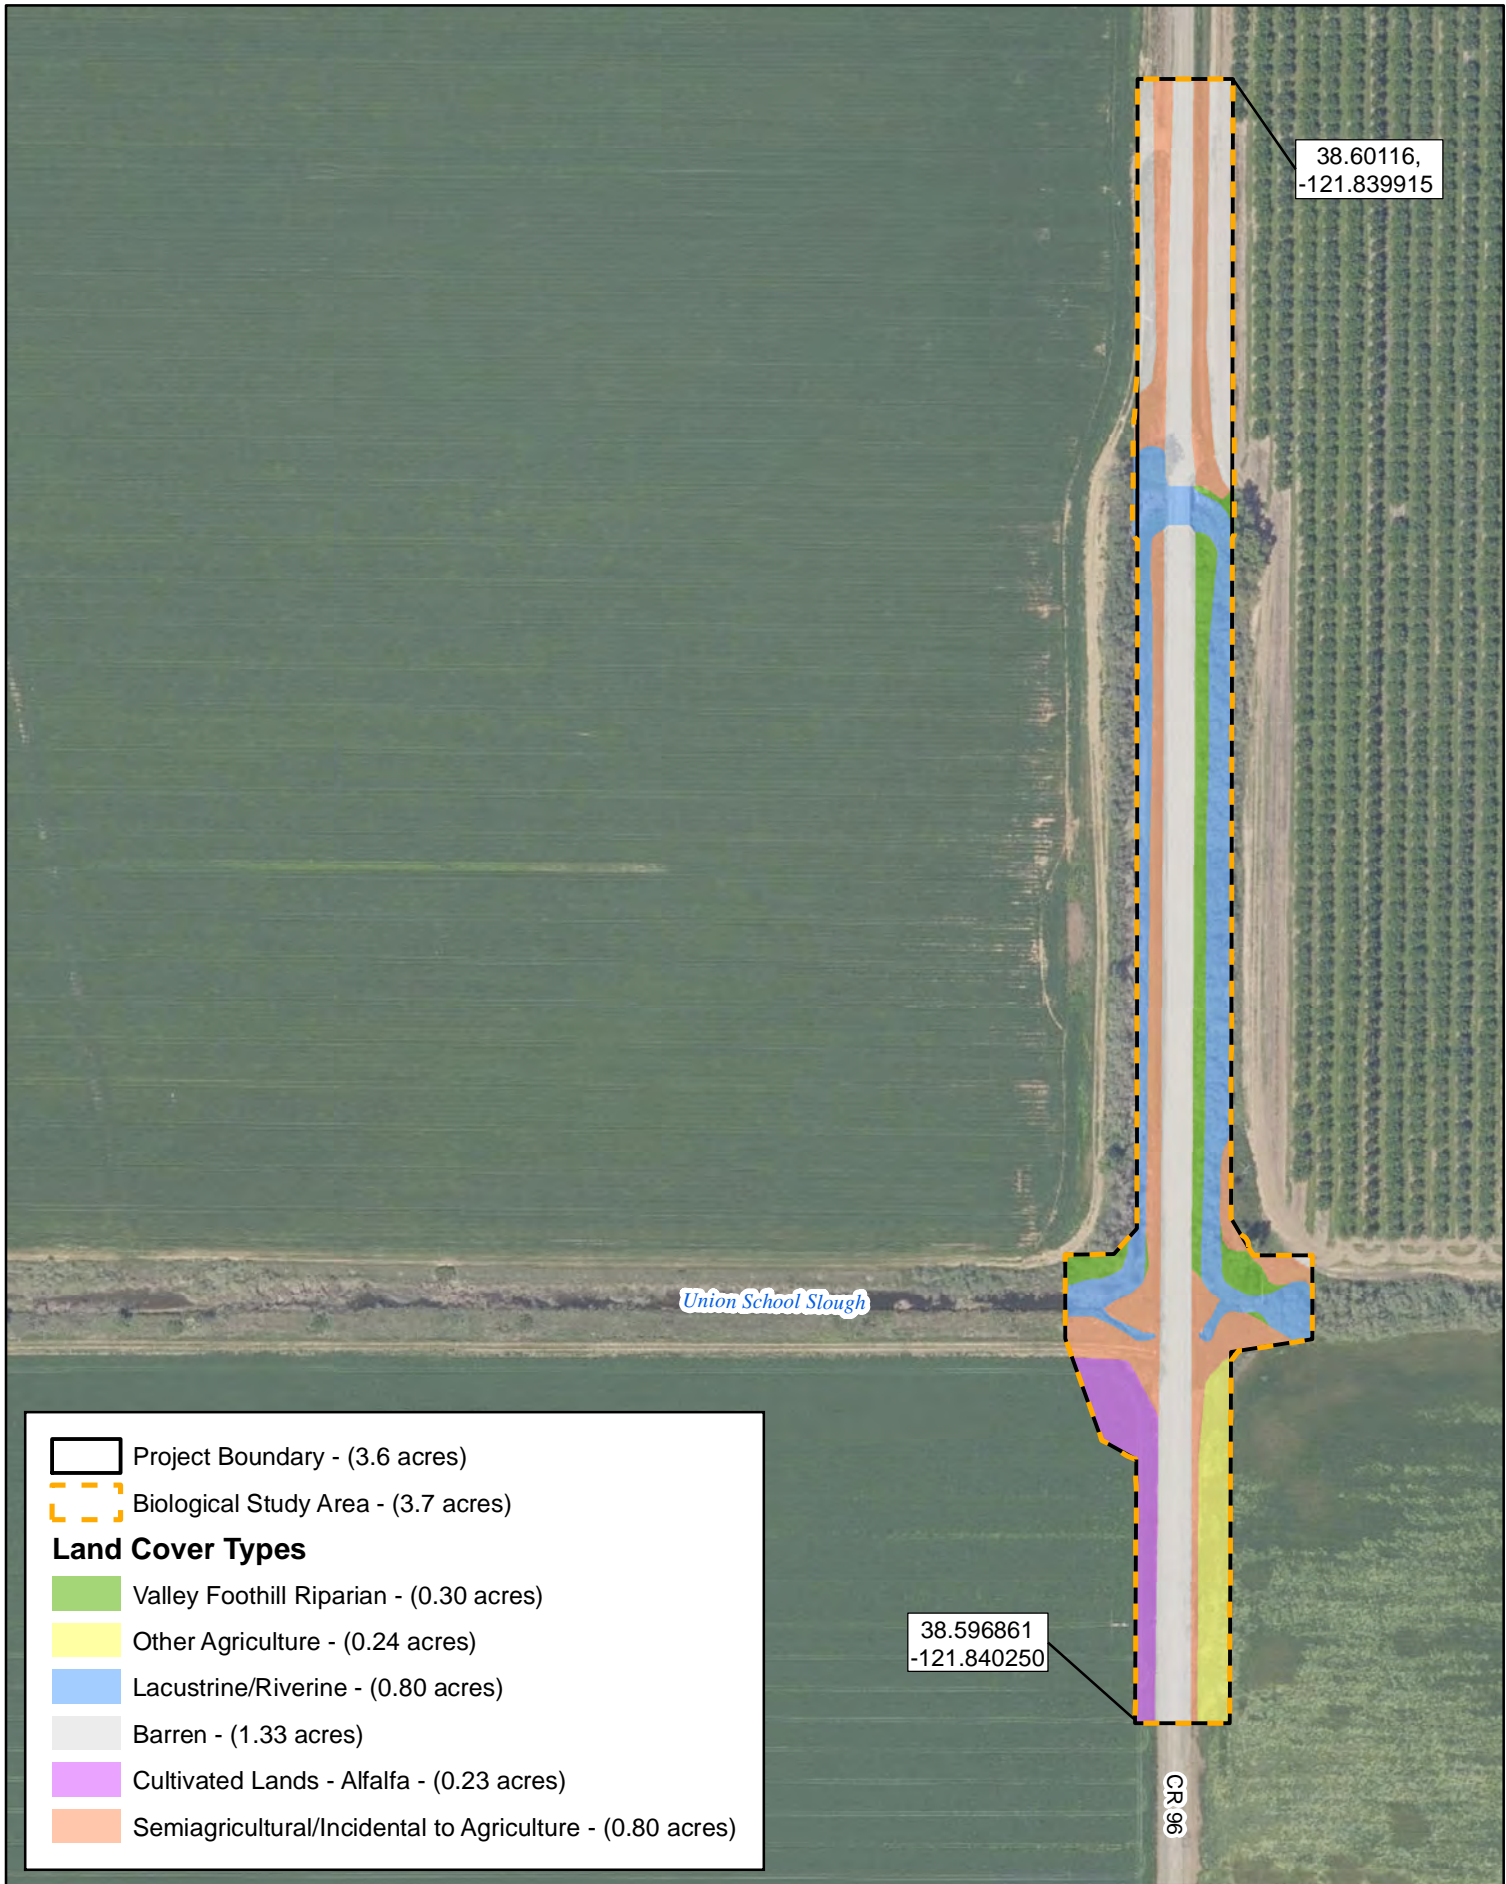 38.60116,
-121.839915
Union School Slough
Project Boundary - (3.6 acres)
Biological Study Area - (3.7 acres)
Land Cover Types
Valley Foothill Riparian - (0.30 acres)
Other Agriculture - (0.24 acres)
Lacustrine/Riverine - (0.80 acres)
Barren - (1.33 acres)
Cultivated Lands - Alfalfa - (0.23 acres)
Semiagricultural/Incidental to Agriculture - (0.80 acres)
38.596861
-121.840250
CR 96